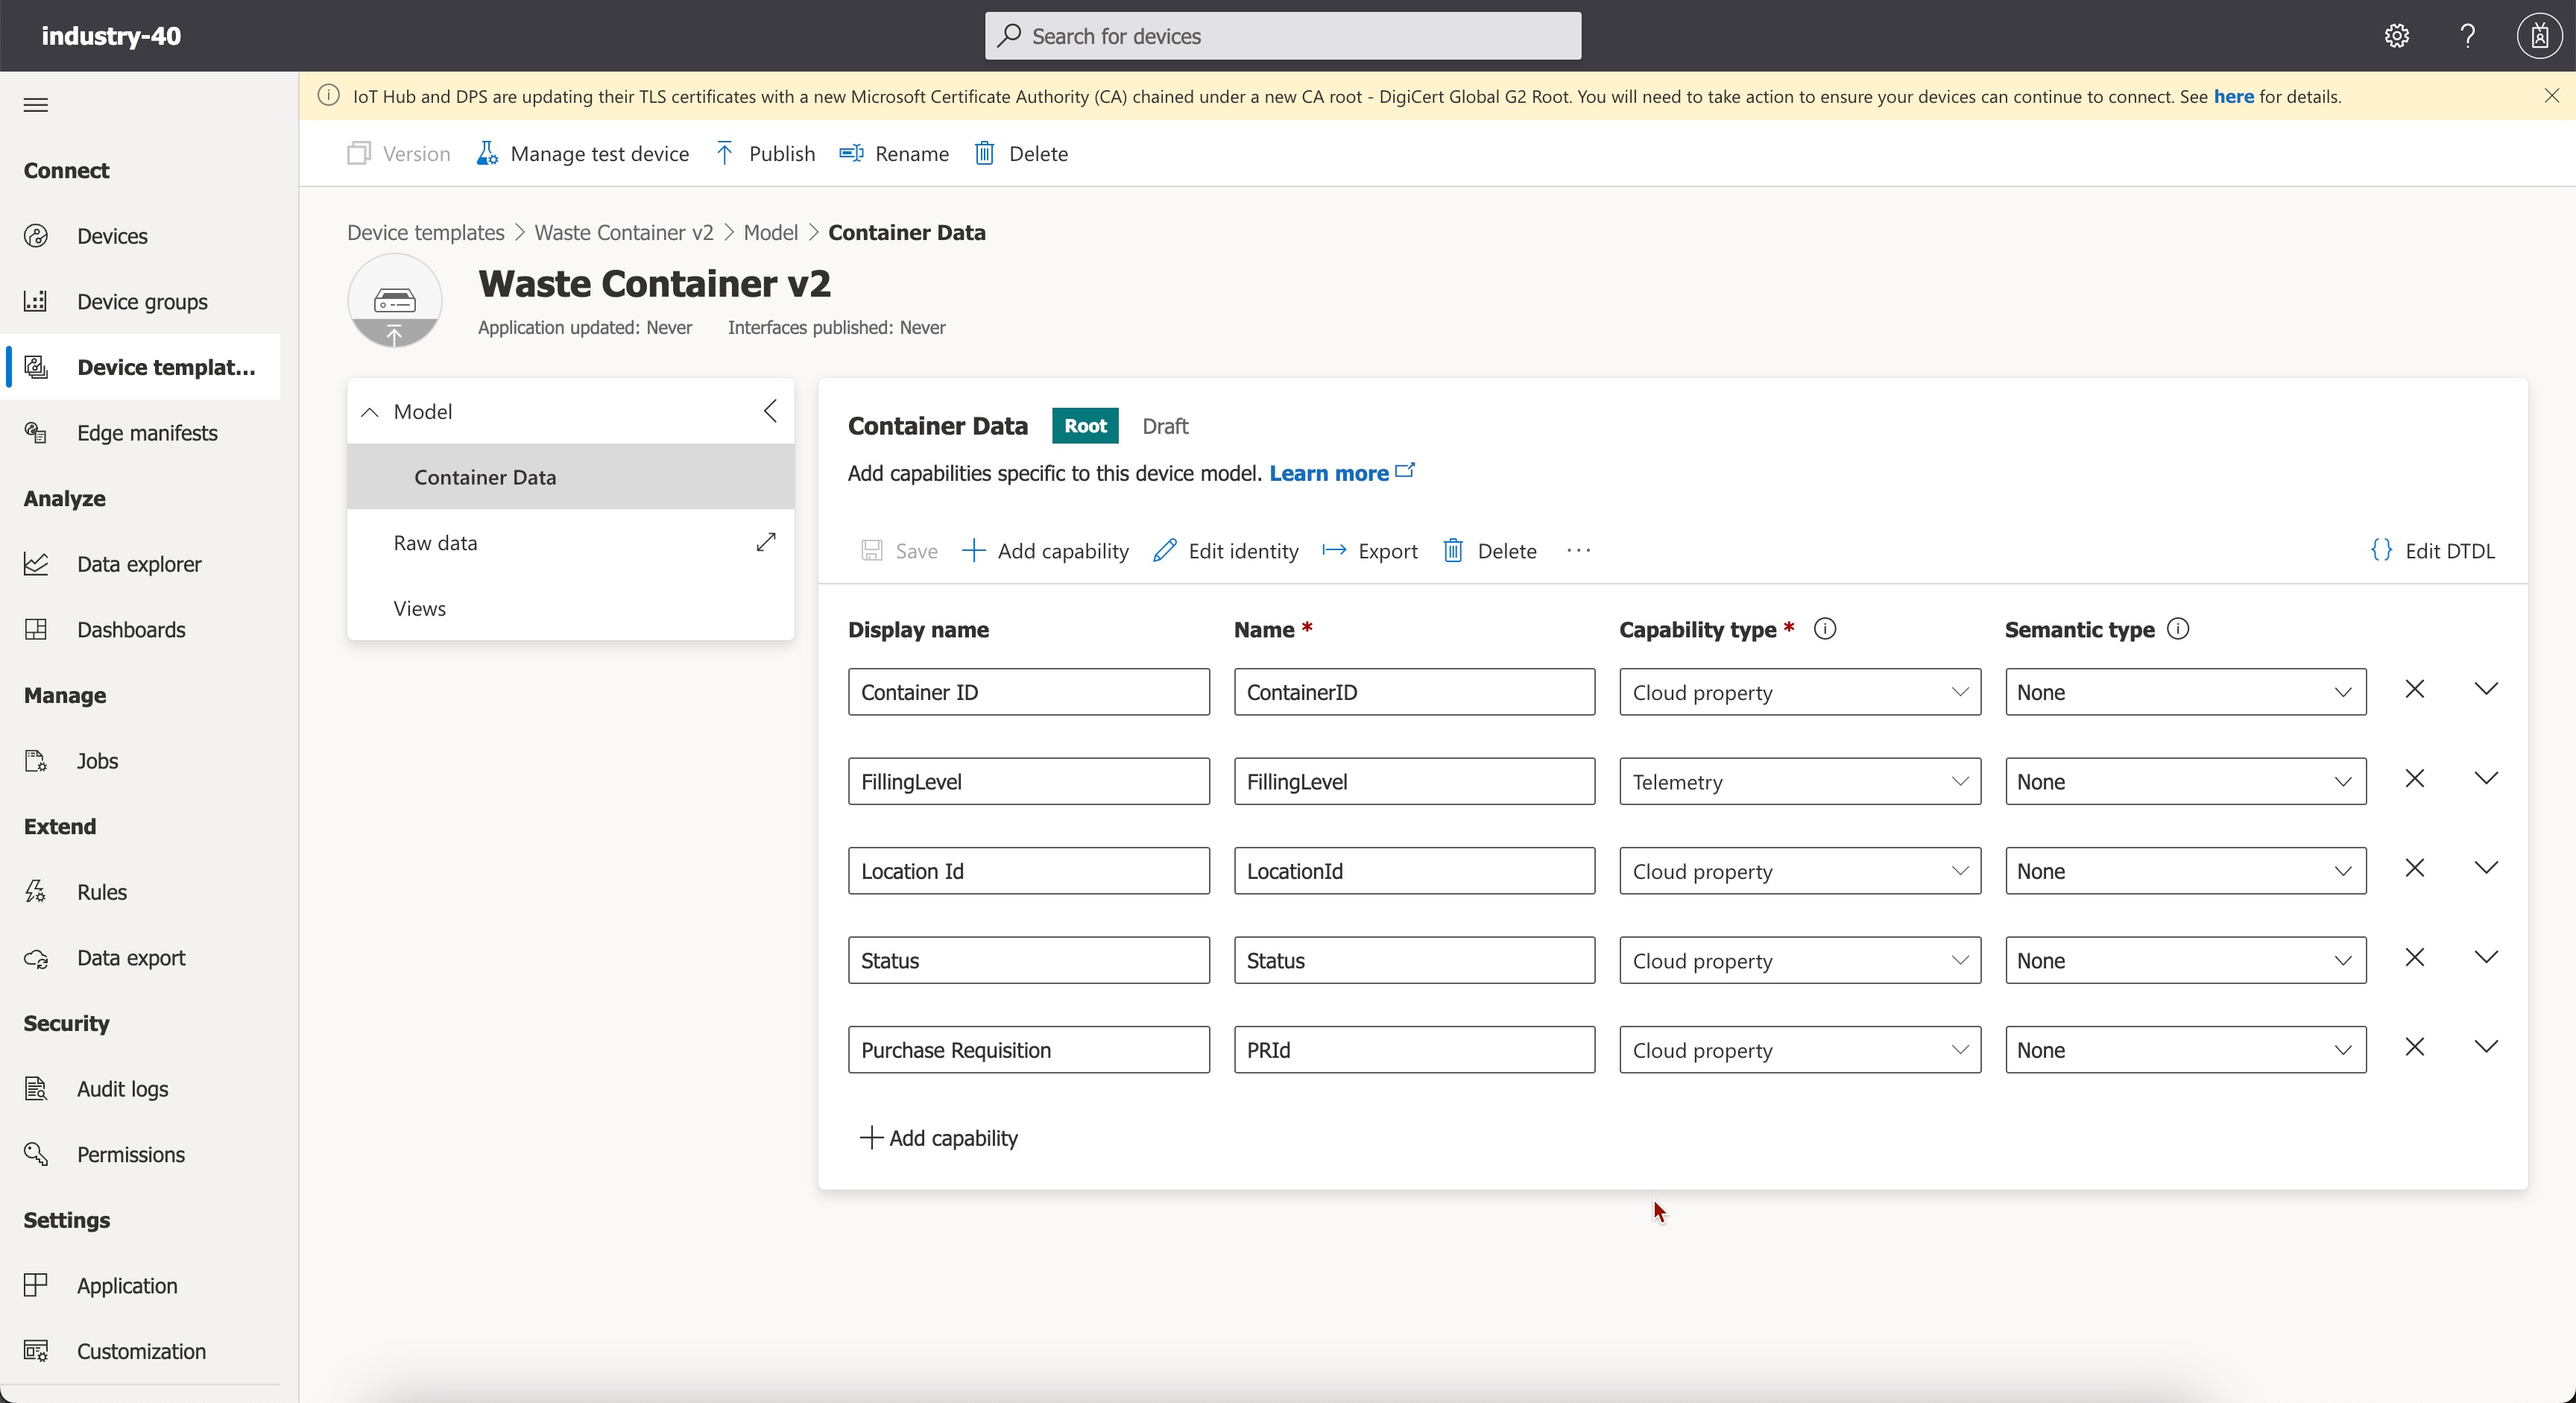 industry-40
Search for devices
IoT Hub and DPS are updating their TLS certificates with a new Microsoft Certificate Authority (CA) chained under a new CA root - DigiCert Global G2 Root. You will need to take action to ensure your devices can continue to connect. See here for details.
Version Manage test device Publish Rename Delete
Connect
Devices
Device groups
Device templat...
Edge manifests
Analyze
Data explorer
Dashboards
Manage
Jobs
Extend
Rules
Data export
Security
Audit logs
Permissions
Settings
Application
Customization
Device templates > Waste Container v2 > Model > Container Data
Waste Container v2
Application updated: Never Interfaces published: Never
Model
Container Data
Raw data
Views
Container Data Root Draft
Add capabilities specific to this device model. Learn more
Save Add capability Edit identity Export Delete ... {} Edit DTDL
Display name Name * Capability type * Semantic type
Container ID ContainerID Cloud property None
FillingLevel FillingLevel Telemetry None
Location Id LocationId Cloud property None
Status Status Cloud property None
Purchase Requisition PRId Cloud property None
Add capability